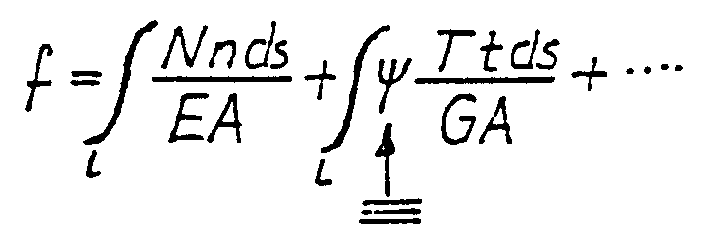 f = ∫_L Nnds/EA + ∫_L ψ Ttds/GA + ....